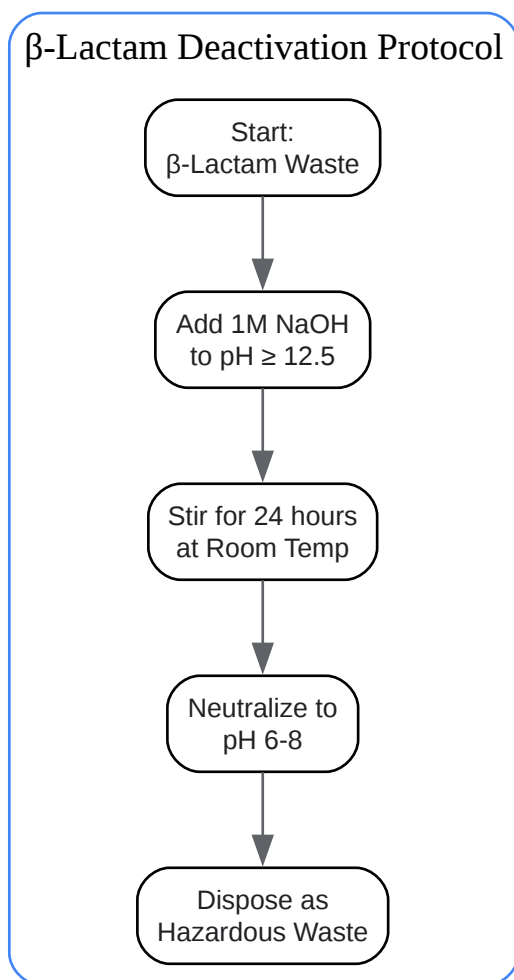 β-Lactam Deactivation Protocol
Start:
β-Lactam Waste
Add 1M NaOH
to pH ≥ 12.5
Stir for 24 hours
at Room Temp
Neutralize to
pH 6-8
Dispose as
Hazardous Waste